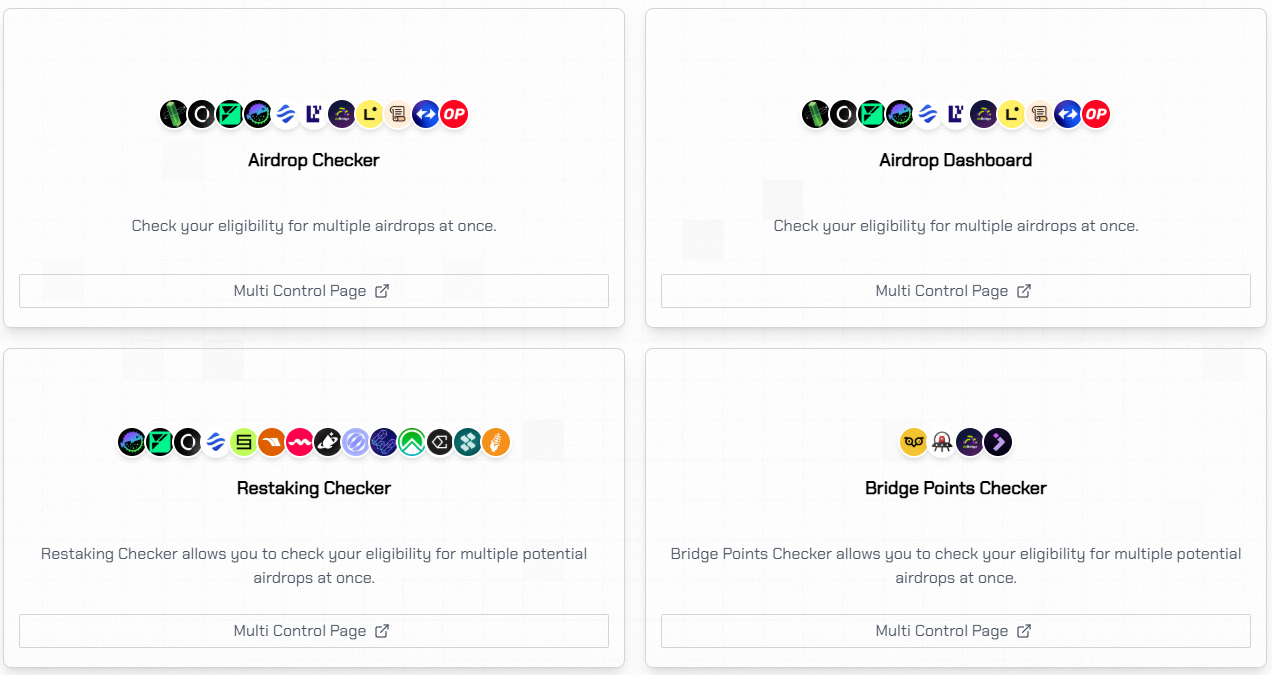 OP
Airdrop Checker
Check your eligibility for multiple airdrops at once.
Multi Control Page
OP
Airdrop Dashboard
Check your eligibility for multiple airdrops at once.
Multi Control Page
Restaking Checker
Restaking Checker allows you to check your eligibility for multiple potential
airdrops at once.
Multi Control Page
Bridge Points Checker
Bridge Points Checker allows you to check your eligibility for multiple potential
airdrops at once.
Multi Control Page